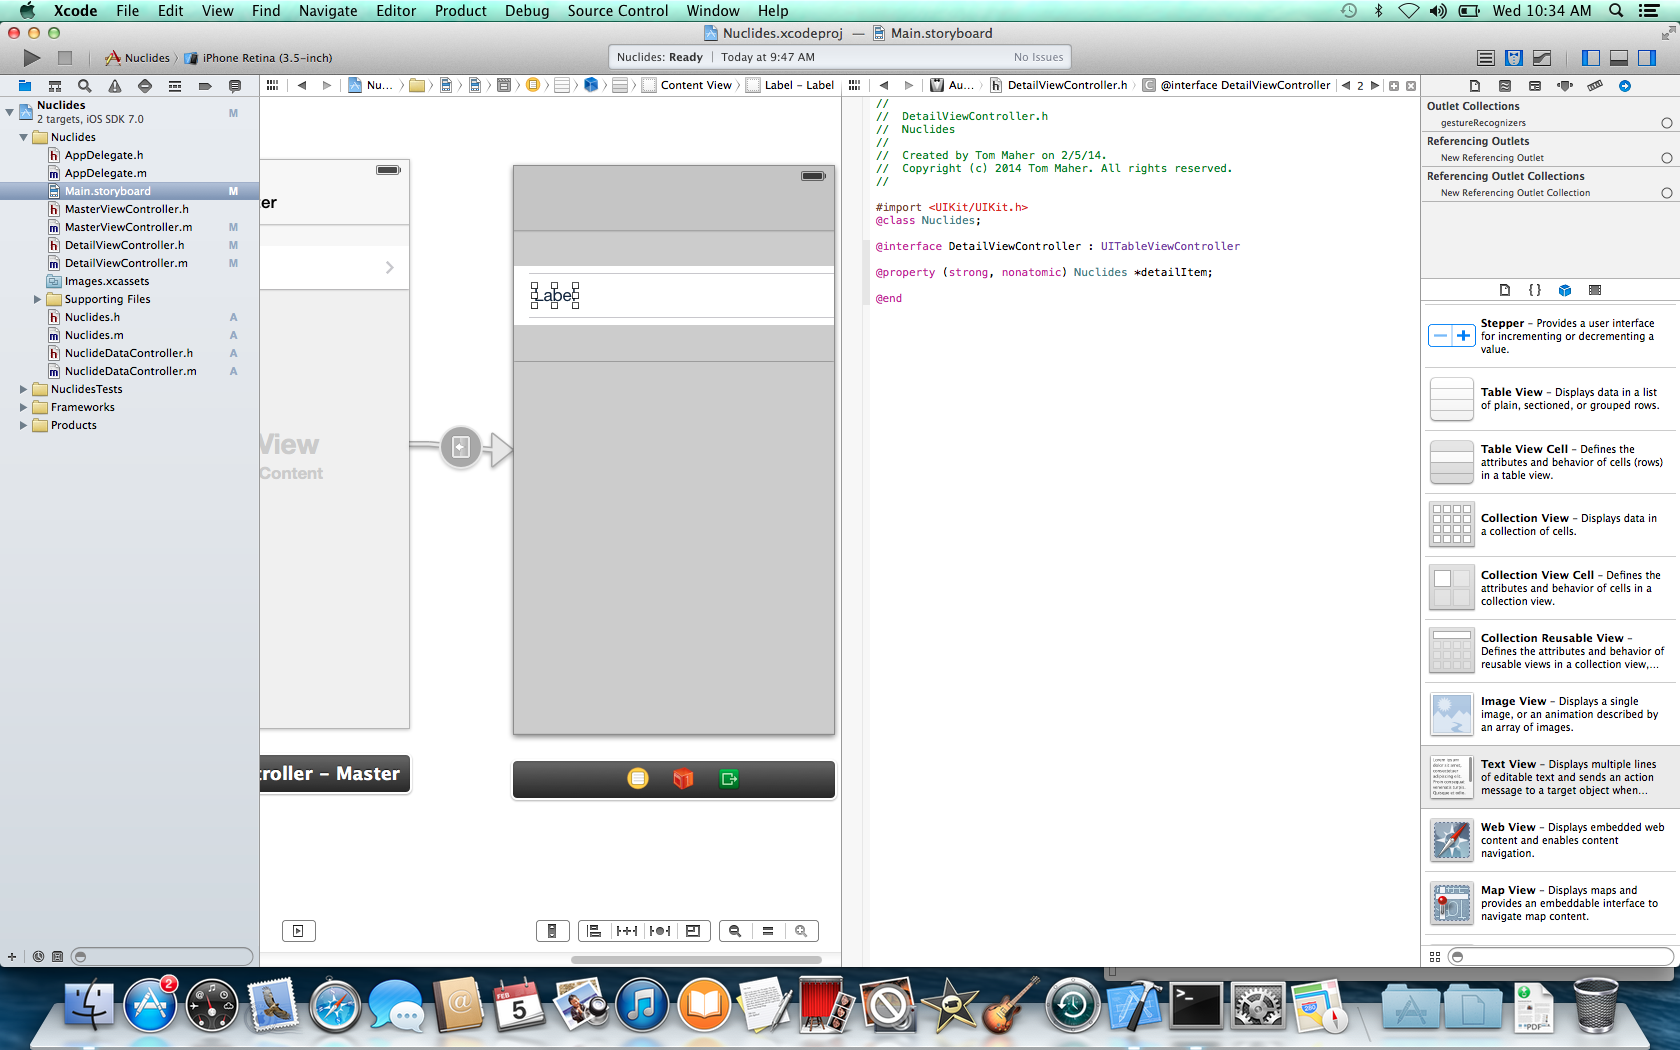 Xcode File Edit View Find Navigate Editor Product Debug Source Control Window Help
Wed 10:34 AM
Nuclides.xcodeproj — Main.storyboard
Nuclides
iPhone Retina (3.5-inch)
Nuclides: Ready
Today at 9:47 AM
No Issues
Nu...
Content View
Label – Label
Au...
DetailViewController.h
@interface DetailViewController
2
Nuclides
2 targets, iOS SDK 7.0
M
Nuclides
AppDelegate.h
AppDelegate.m
Main.storyboard
M
MasterViewController.h
MasterViewController.m
M
DetailViewController.h
M
DetailViewController.m
M
Images.xcassets
Supporting Files
Nuclides.h
A
Nuclides.m
A
NuclideDataController.h
A
NuclideDataController.m
A
NuclidesTests
Frameworks
Products
er
View
Content
troller – Master
Label
//
// DetailViewController.h
// Nuclides
//
// Created by Tom Maher on 2/5/14.
// Copyright (c) 2014 Tom Maher. All rights reserved.
//
#import <UIKit/UIKit.h>
@class Nuclides;
@interface DetailViewController : UITableViewController
@property (strong, nonatomic) Nuclides *detailItem;
@end
Outlet Collections
gestureRecognizers
Referencing Outlets
New Referencing Outlet
Referencing Outlet Collections
New Referencing Outlet Collection
{ }
Stepper – Provides a user interface
for incrementing or decrementing a
value.
Table View – Displays data in a list
of plain, sectioned, or grouped rows.
Table View Cell – Defines the
attributes and behavior of cells (rows)
in a table view.
Collection View – Displays data in
a collection of cells.
Collection View Cell – Defines the
attributes and behavior of cells in a
collection view.
Collection Reusable View –
Defines the attributes and behavior of
reusable views in a collection view,...
Image View – Displays a single
image, or an animation described by
an array of images.
Text View – Displays multiple lines
of editable text and sends an action
message to a target object when...
Web View – Displays embedded web
content and enables content
navigation.
Map View – Displays maps and
provides an embeddable interface to
navigate map content.
2
FEB
5
PDF